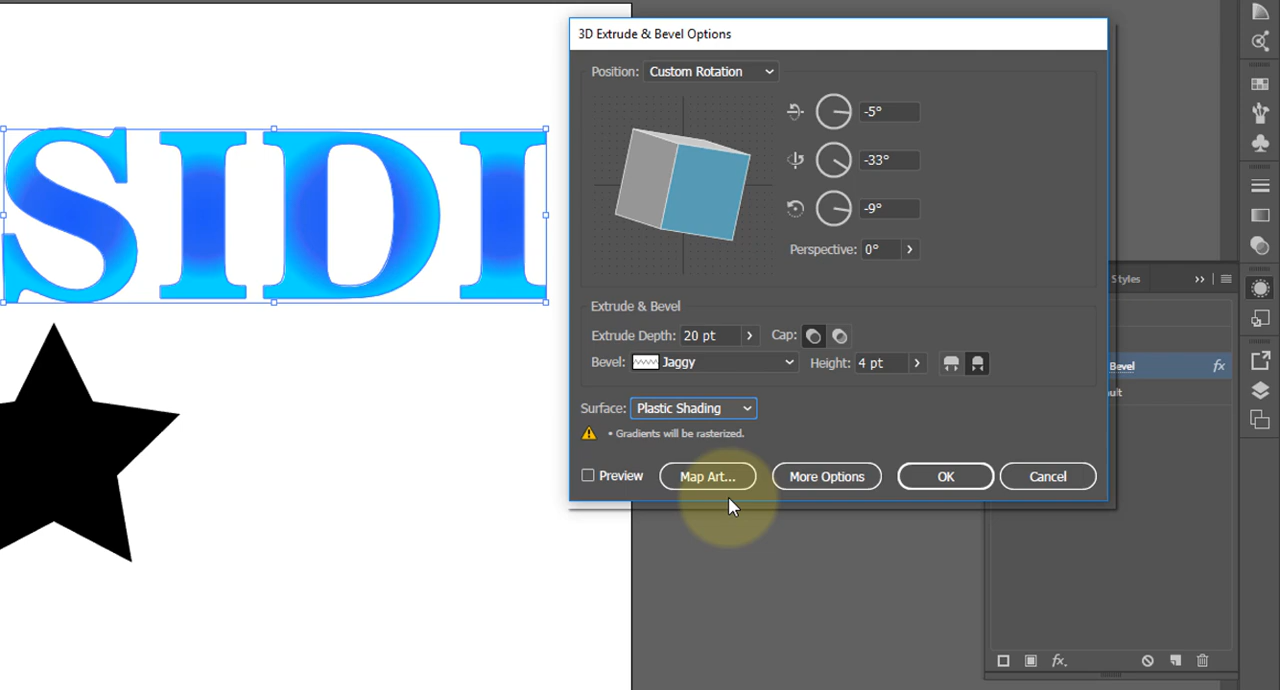 3D Extrude & Bevel Options
Position: Custom Rotation
-5°
-33°
-9°
Perspective: 0°
Extrude & Bevel
Extrude Depth: 20 pt Cap:
Bevel: Jaggy Height: 4 pt
Surface: Plastic Shading
• Gradients will be rasterized.
Preview Map Art... More Options OK Cancel
SIDI
Styles
Bevel fx
ult
fx.